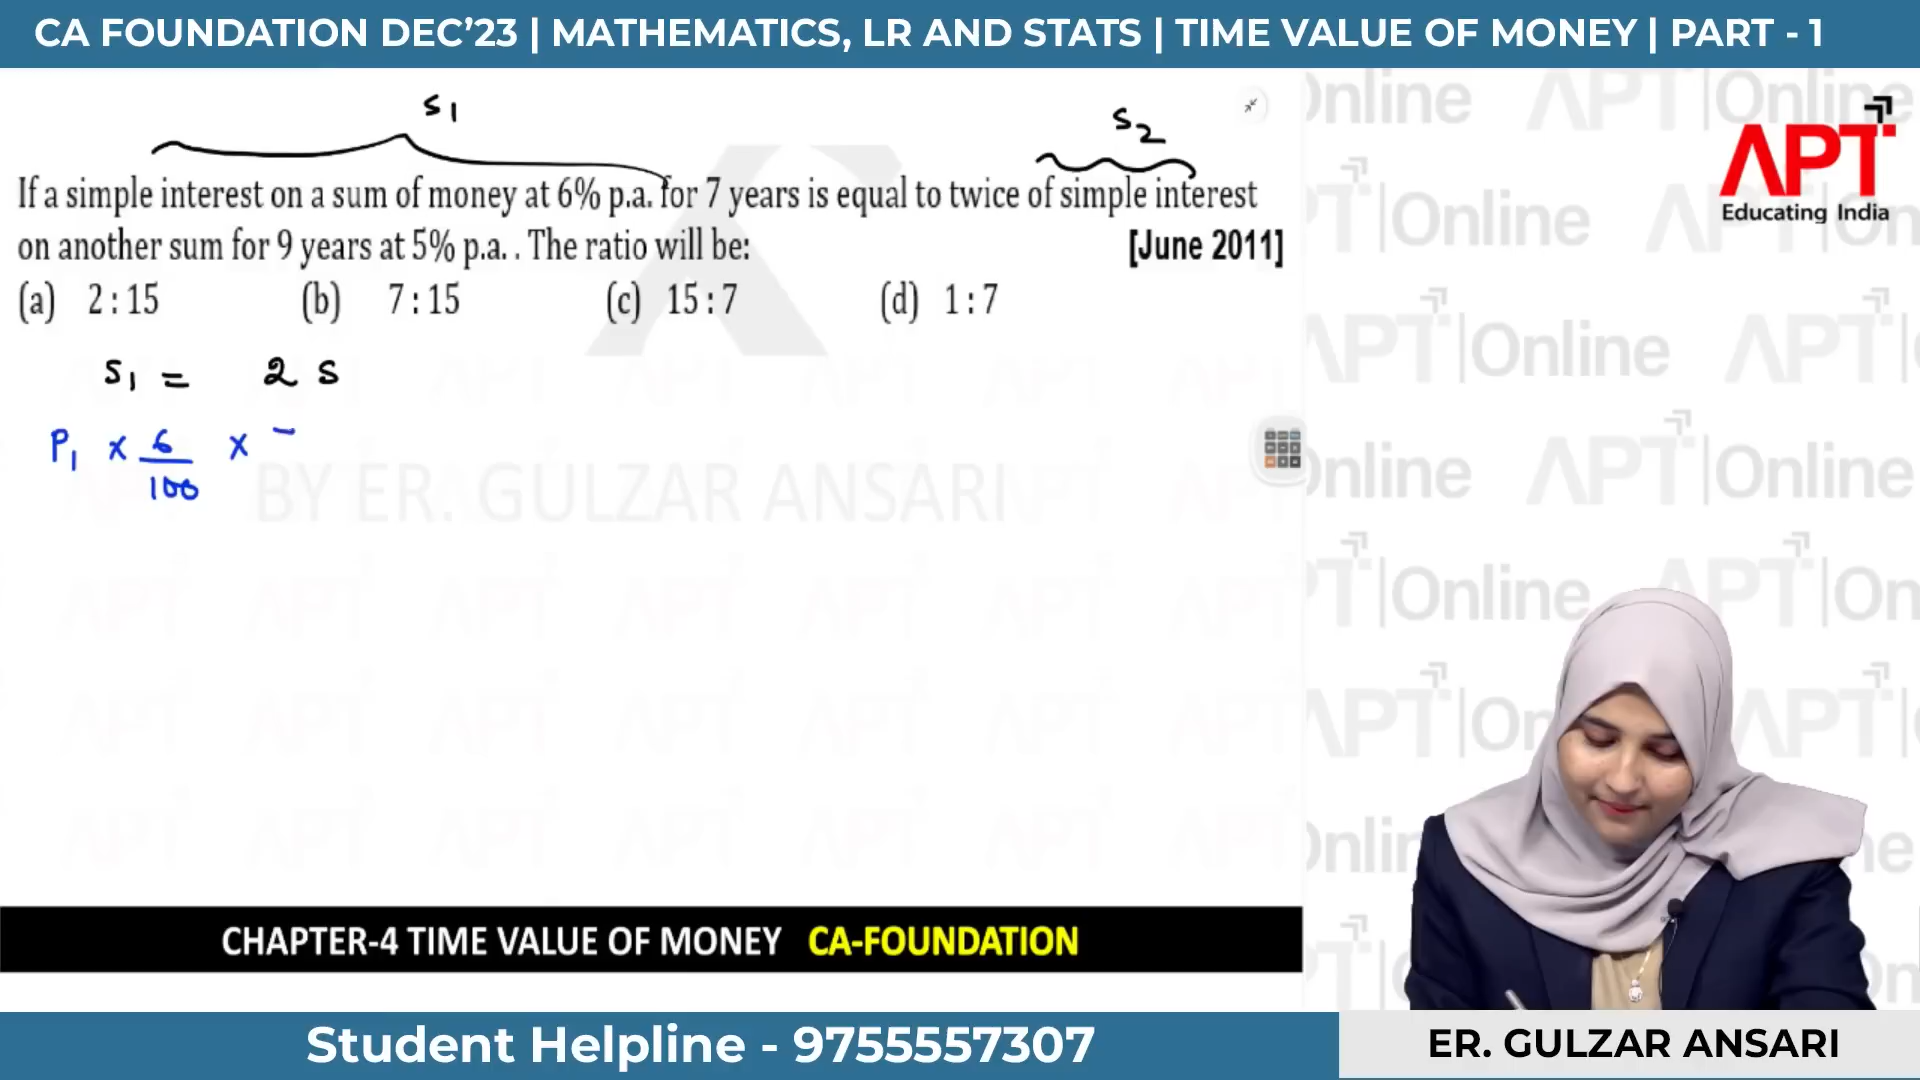 CA FOUNDATION DEC’23 | MATHEMATICS, LR AND STATS | TIME VALUE OF MONEY | PART - 1
S1
S2
If a simple interest on a sum of money at 6% p.a. for 7 years is equal to twice of simple interest
on another sum for 9 years at 5% p.a. . The ratio will be: [June 2011]
(a) 2 : 15 (b) 7 : 15 (c) 15 : 7 (d) 1 : 7
S1 = 2 S
P1 × 6 ×
100
BY ER. GULZAR ANSARI
APT
Educating India
APT | Online
CHAPTER-4 TIME VALUE OF MONEY CA-FOUNDATION
Student Helpline - 9755557307
ER. GULZAR ANSARI